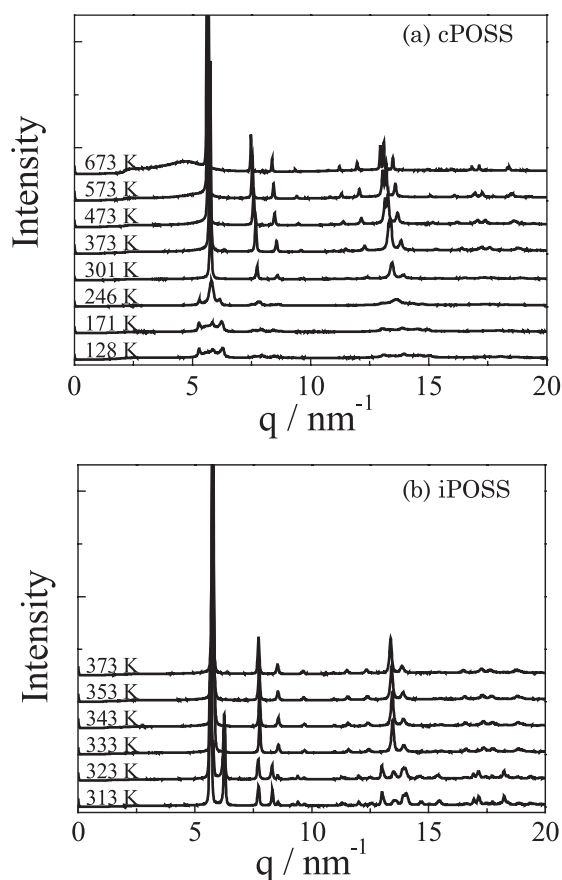 (a) cPOSS
Intensity
673 K
573 K
473 K
373 K
301 K
246 K
171 K
128 K
0 5 10 15 20
q / nm⁻¹
(b) iPOSS
Intensity
373 K
353 K
343 K
333 K
323 K
313 K
0 5 10 15 20
q / nm⁻¹